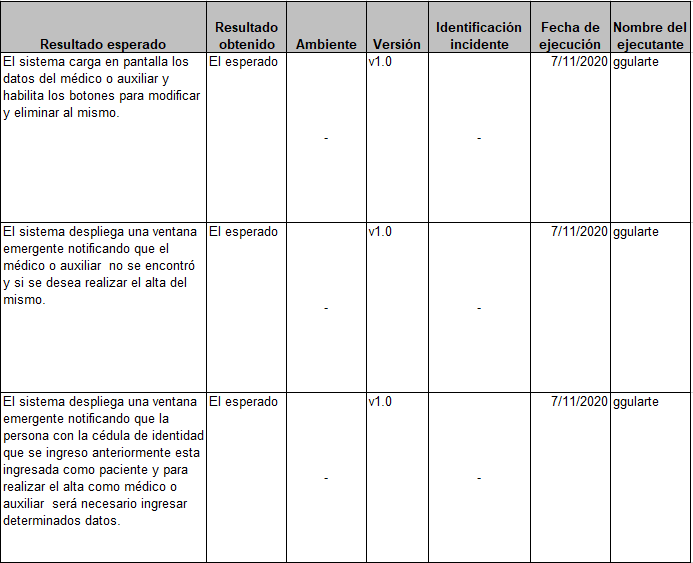 Resultado esperado
Resultado
obtenido
Ambiente
Versión
Identificación
incidente
Fecha de
ejecución
Nombre del
ejecutante
El sistema carga en pantalla los
datos del médico o auxiliar y
habilita los botones para modificar
y eliminar al mismo.
El esperado
-
v1.0
-
7/11/2020
ggularte
El sistema despliega una ventana
emergente notificando que el
médico o auxiliar no se encontró
y si se desea realizar el alta del
mismo.
El esperado
-
v1.0
-
7/11/2020
ggularte
El sistema despliega una ventana
emergente notificando que la
persona con la cédula de identidad
que se ingreso anteriormente esta
ingresada como paciente y para
realizar el alta como médico o
auxiliar será necesario ingresar
determinados datos.
El esperado
-
v1.0
-
7/11/2020
ggularte